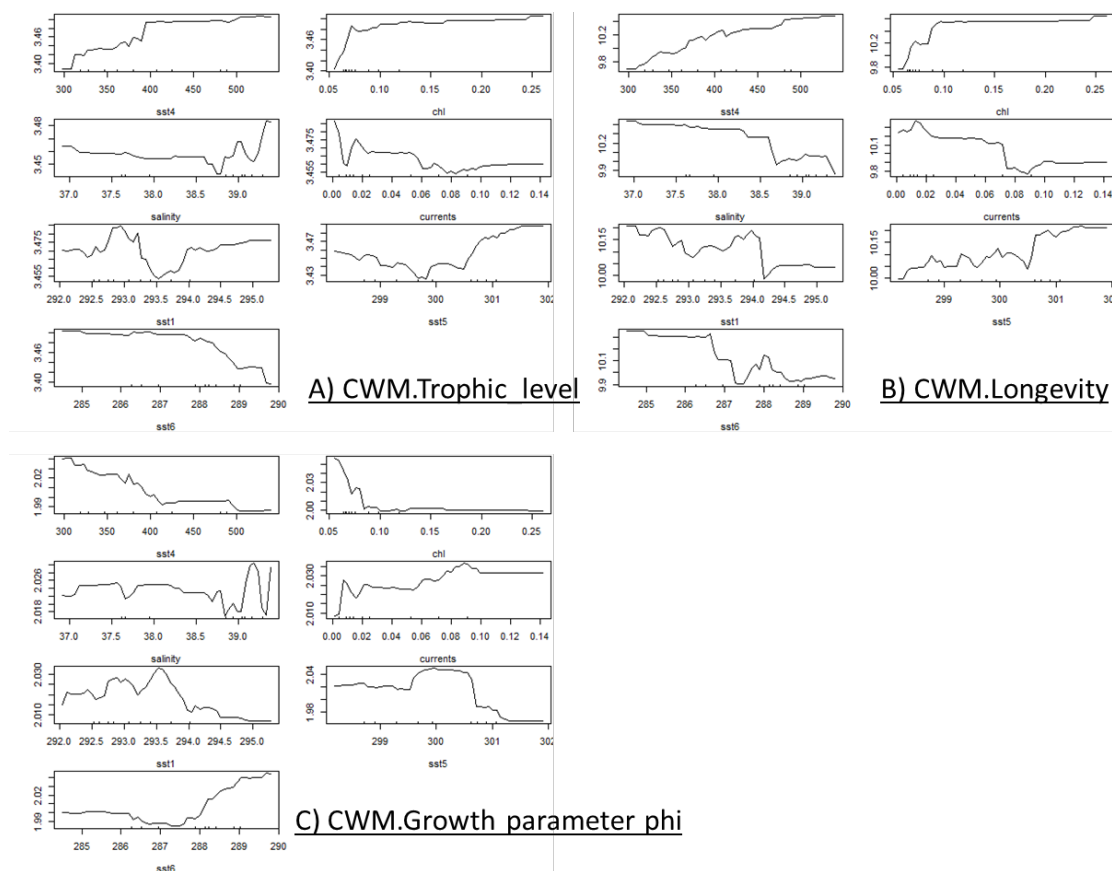 3.40 3.46
300 350 400 450 500
sst4
3.40 3.46
0.05 0.10 0.15 0.20 0.25
chl
3.45 3.48
37.0 37.5 38.0 38.5 39.0
salinity
3.455 3.475
0.00 0.02 0.04 0.06 0.08 0.10 0.12 0.14
currents
3.455 3.475
292.0 292.5 293.0 293.5 294.0 294.5 295.0
sst1
3.43 3.47
299 300 301 302
sst5
3.40 3.46
285 286 287 288 289 290
sst6
A) CWM.Trophic_level
9.8 10.2
300 350 400 450 500
sst4
9.8 10.2
0.05 0.10 0.15 0.20 0.25
chl
9.9 10.2
37.0 37.5 38.0 38.5 39.0
salinity
9.8 10.1
0.00 0.02 0.04 0.06 0.08 0.10 0.12 0.14
currents
10.00 10.15
292.0 292.5 293.0 293.5 294.0 294.5 295.0
sst1
10.00 10.15
299 300 301
sst5
9.9 10.1
285 286 287 288 289 290
sst6
B) CWM.Longevity
1.99 2.02
300 350 400 450 500
sst4
2.00 2.03
0.05 0.10 0.15 0.20 0.25
chl
2.018 2.026
37.0 37.5 38.0 38.5 39.0
salinity
2.010 2.030
0.00 0.02 0.04 0.06 0.08 0.10 0.12 0.14
currents
2.010 2.030
292.0 292.5 293.0 293.5 294.0 294.5 295.0
sst1
1.98 2.04
299 300 301 302
sst5
1.99 2.02
285 286 287 288 289 290
sst6
C) CWM.Growth parameter phi